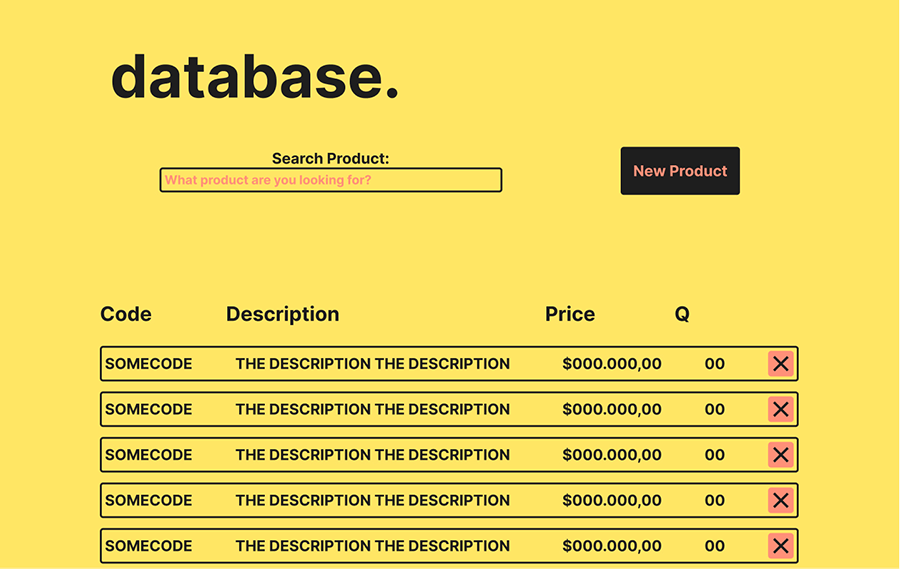 database.
Search Product:
What product are you looking for?
New Product
Code Description Price Q
SOMECODE THE DESCRIPTION THE DESCRIPTION $000.000,00 00
SOMECODE THE DESCRIPTION THE DESCRIPTION $000.000,00 00
SOMECODE THE DESCRIPTION THE DESCRIPTION $000.000,00 00
SOMECODE THE DESCRIPTION THE DESCRIPTION $000.000,00 00
SOMECODE THE DESCRIPTION THE DESCRIPTION $000.000,00 00